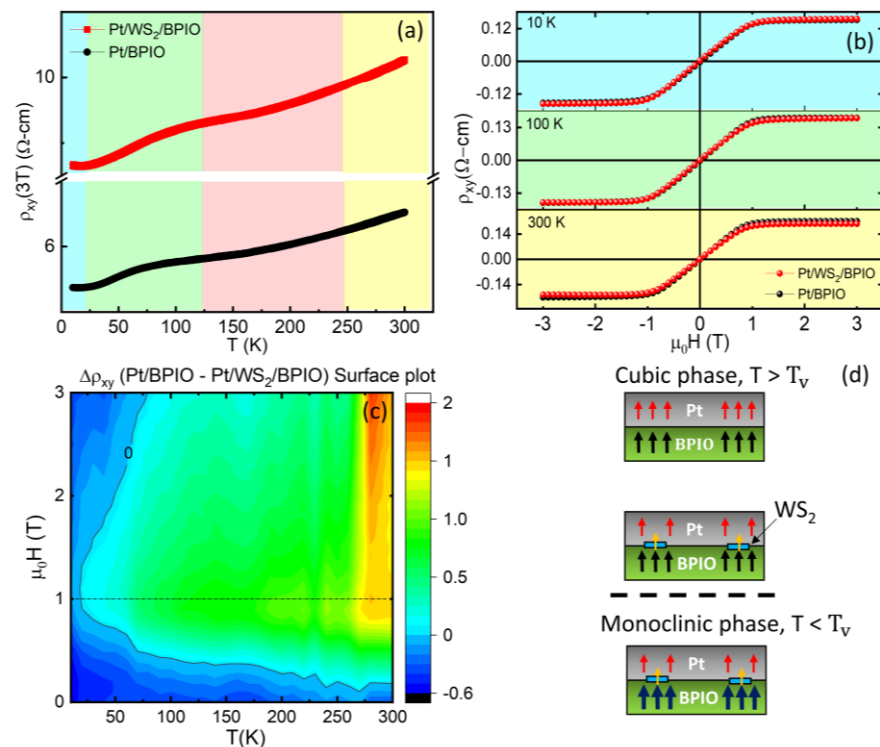 Pt/WS₂/BPIO
Pt/BPIO
(a)
10
6
ρxy(3T) (Ω-cm)
0 50 100 150 200 250 300
T (K)
(b)
10 K
0.12
0.00
-0.12
100 K
0.13
0.00
-0.13
300 K
0.14
0.00
-0.14
Pt/WS₂/BPIO
Pt/BPIO
ρxy(Ω−cm)
-3 -2 -1 0 1 2 3
μ₀H (T)
Δρxy (Pt/BPIO - Pt/WS₂/BPIO) Surface plot
(c)
0
3
2
1
0
μ₀H (T)
50 100 150 200 250 300
T(K)
2
2
1
1.0
0.5
0
0
-0.6
(d)
Cubic phase, T > Tv
Pt
BPIO
WS₂
Pt
BPIO
Monoclinic phase, T < Tv
Pt
BPIO